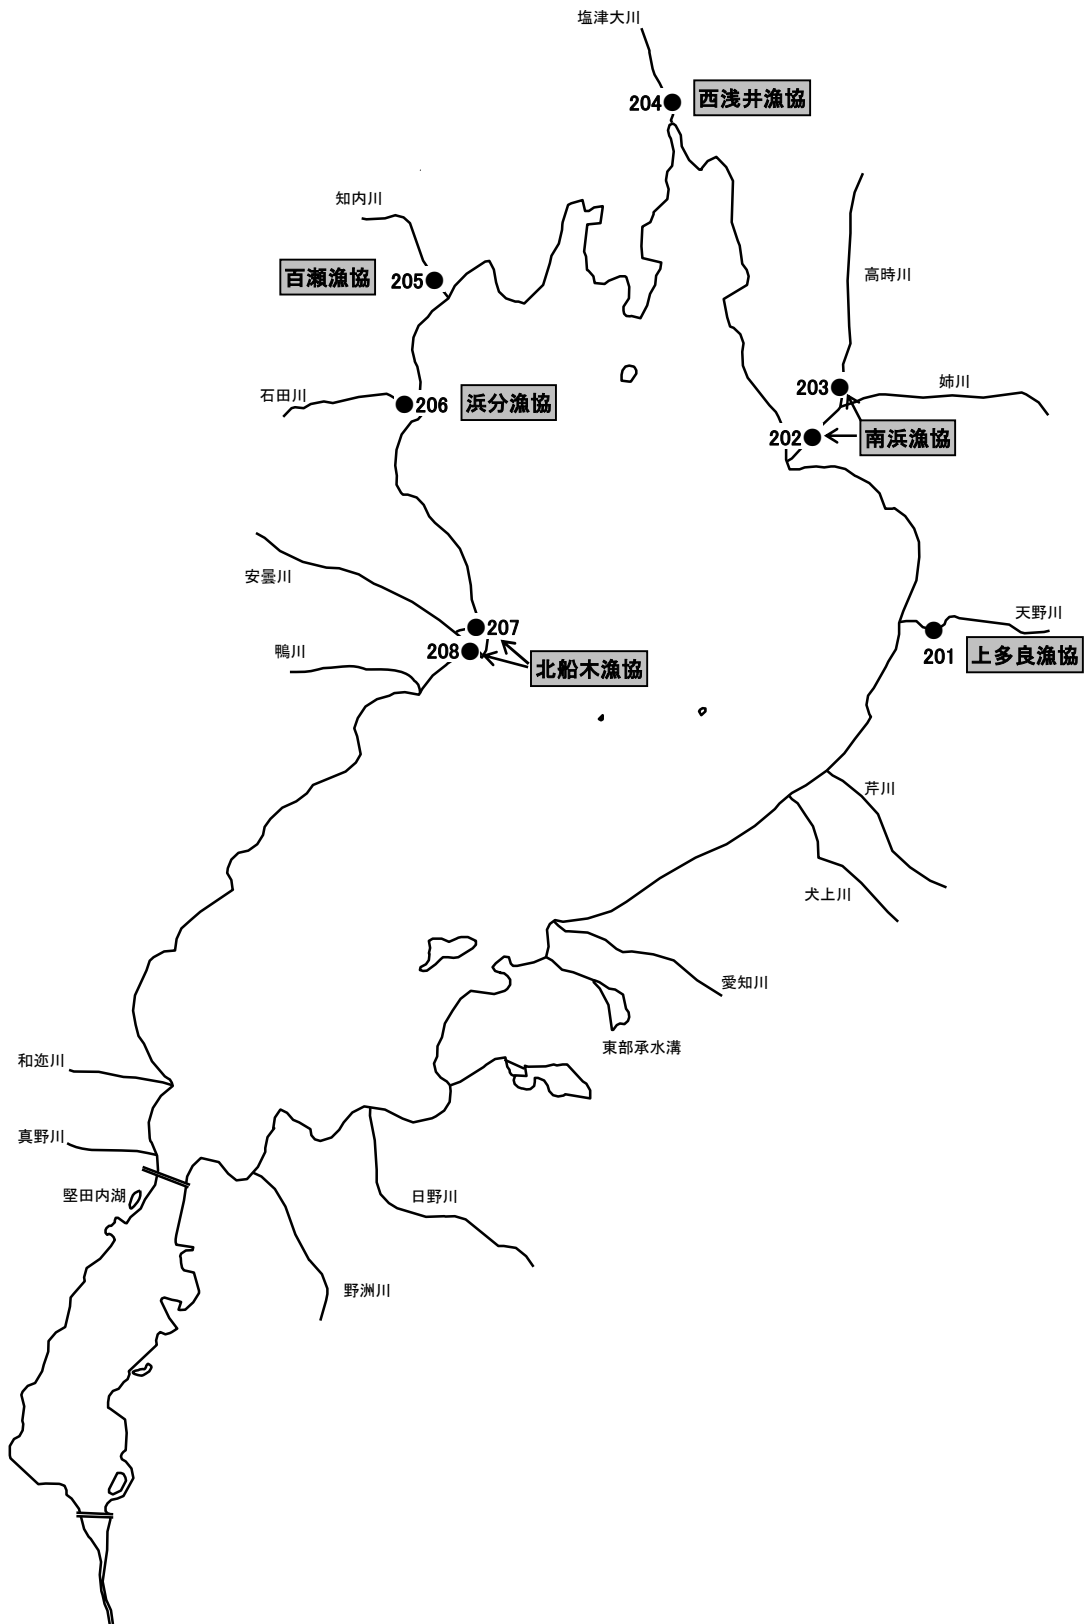 塩津大川
204
西浅井漁協
知内川
百瀬漁協
205
高時川
石田川
206
浜分漁協
203
姉川
202
南浜漁協
安曇川
207
天野川
鴨川
208
北船木漁協
201
上多良漁協
芹川
犬上川
愛知川
東部承水溝
和迩川
真野川
堅田内湖
日野川
野洲川